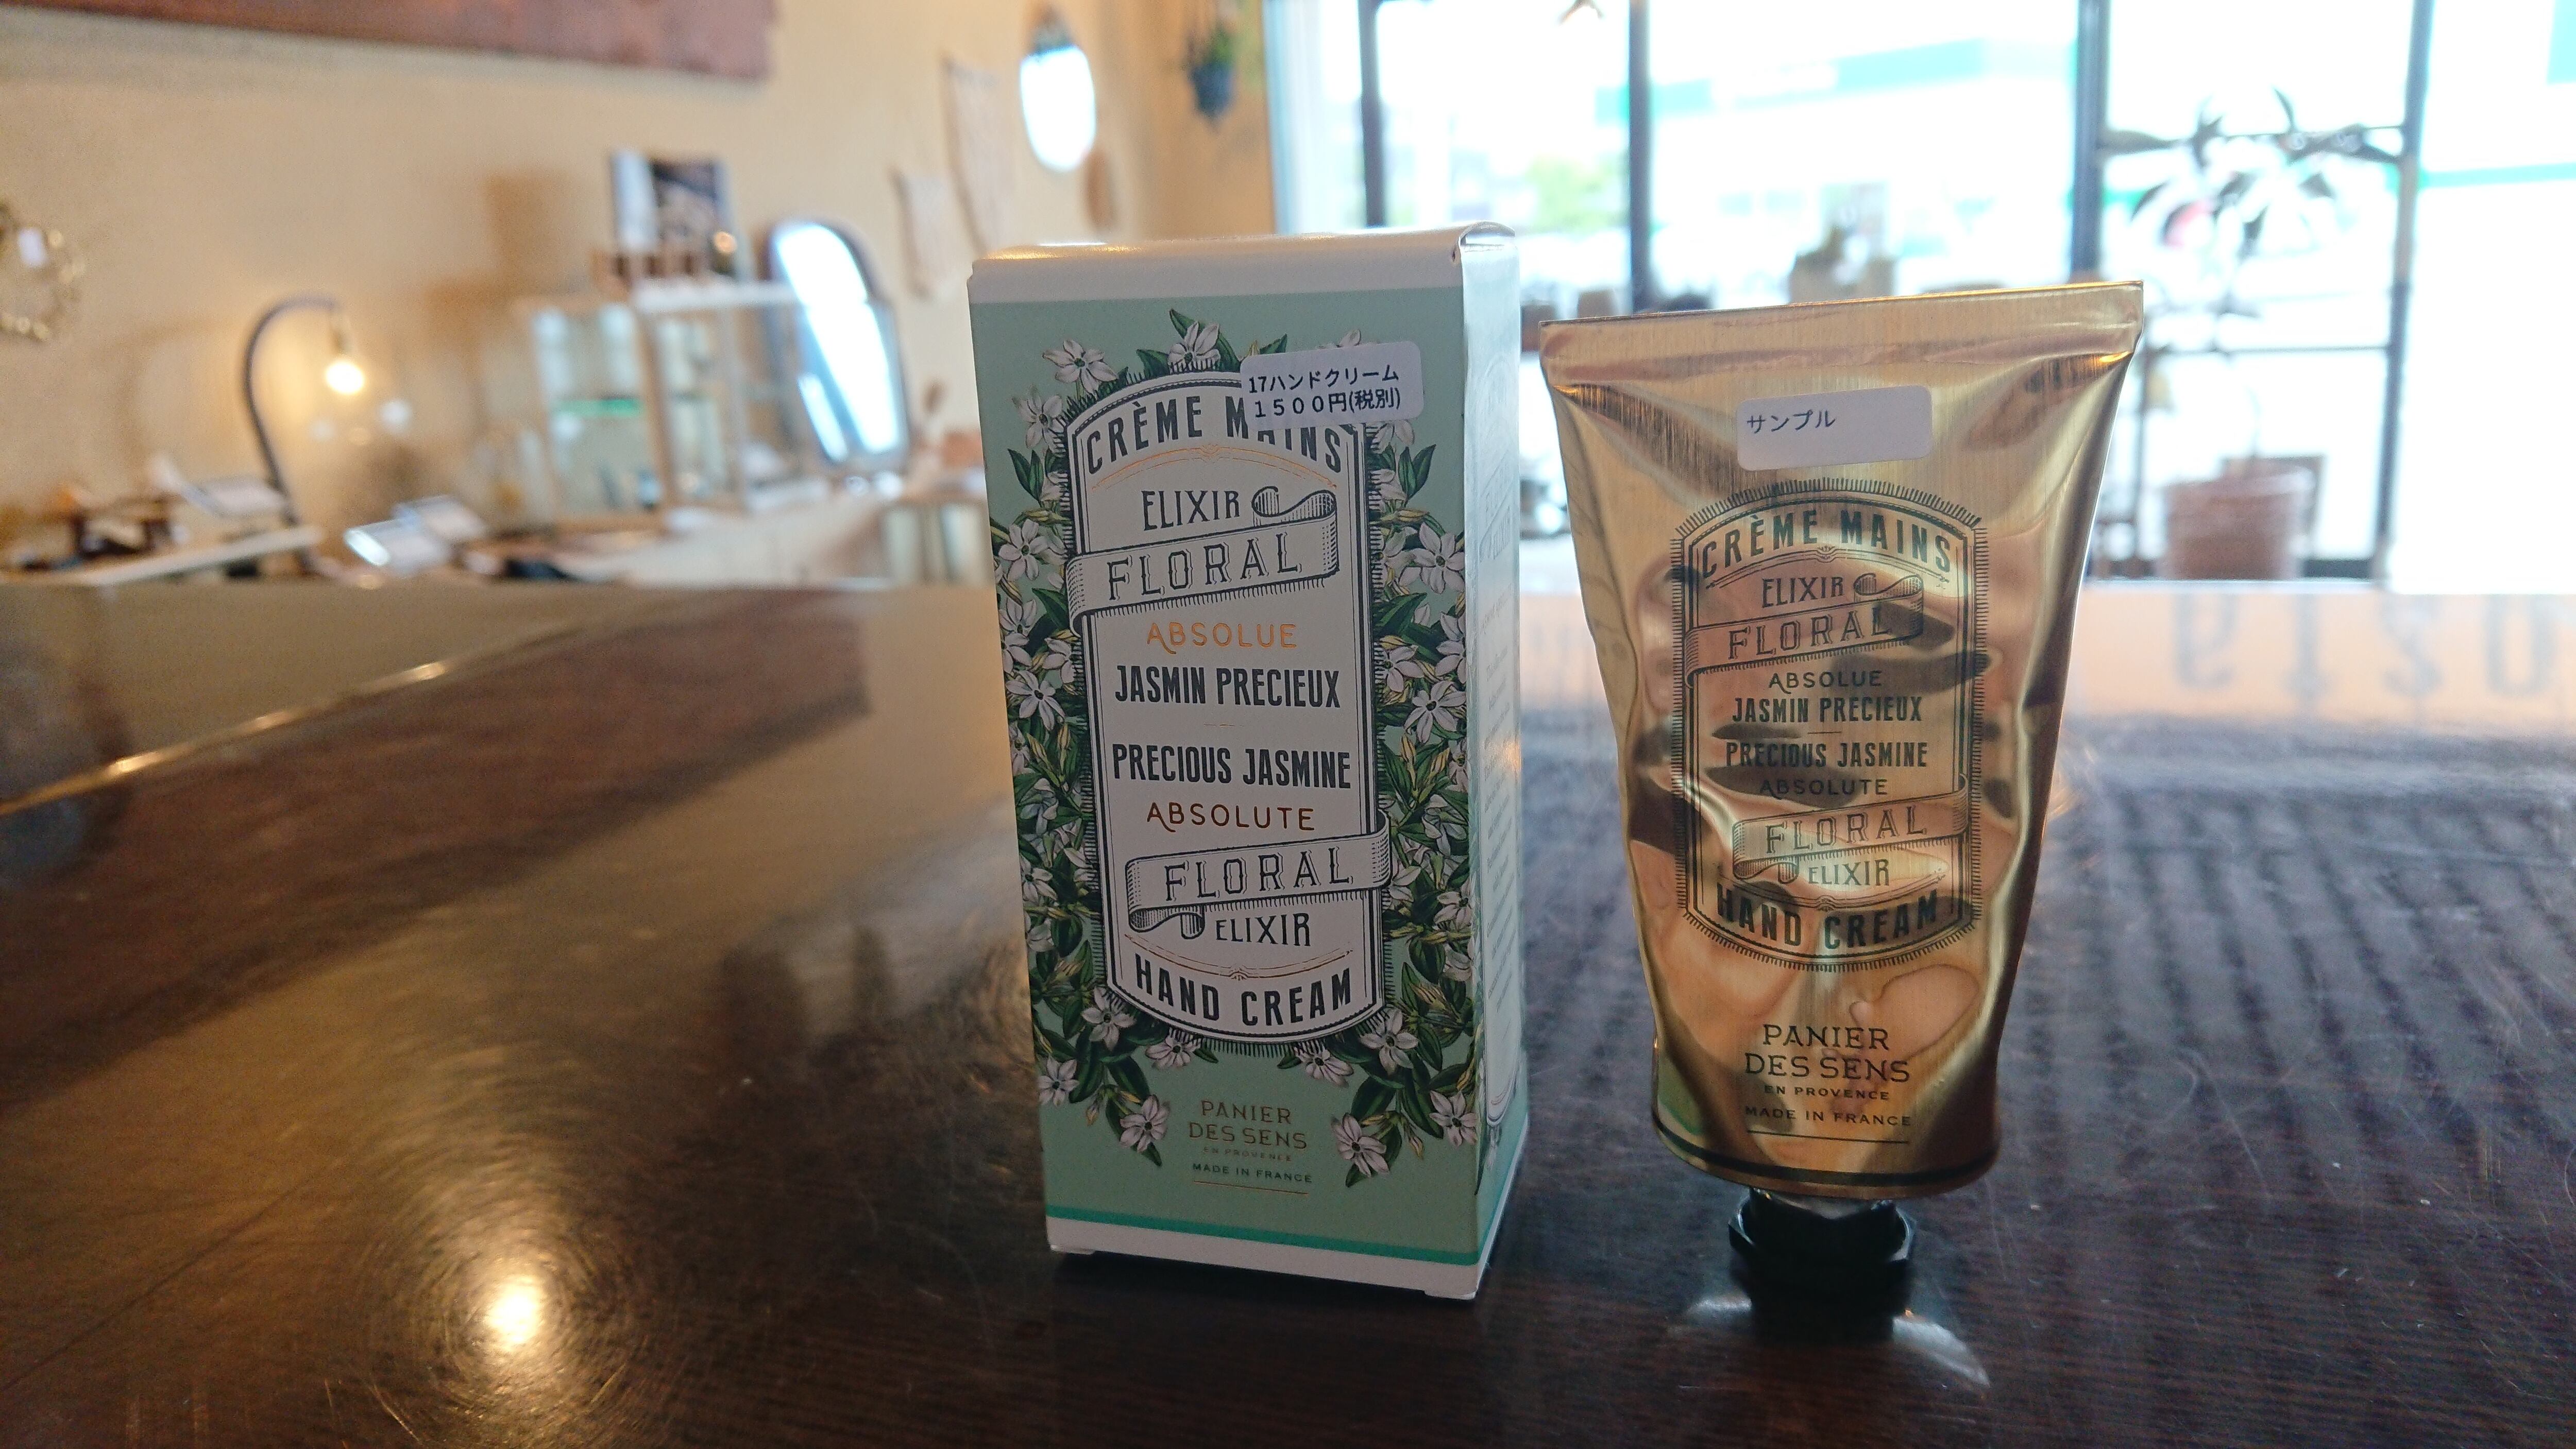 17ハンドクリーム
1500円(税別)
CRÈME MAINS
ELIXIR
FLORAL
ABSOLUE
JASMIN PRECIEUX
PRECIOUS JASMINE
ABSOLUTE
FLORAL
ELIXIR
HAND CREAM
PANIER
DES SENS
EN PROVENCE
MADE IN FRANCE
サンプル
CRÈME MAINS
ELIXIR
FLORAL
ABSOLUE
JASMIN PRECIEUX
PRECIOUS JASMINE
ABSOLUTE
FLORAL
ELIXIR
HAND CREAM
PANIER
DES SENS
EN PROVENCE
MADE IN FRANCE